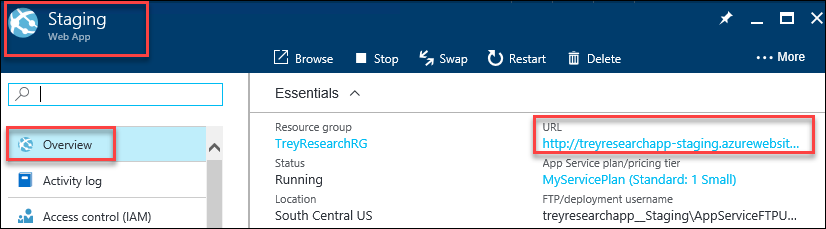 Staging
Web App
Browse
Stop
Swap
Restart
Delete
... More
Overview
Activity log
Access control (IAM)
Essentials
Resource group
TreyResearchRG
Status
Running
Location
South Central US
URL
http://treyresearchapp-staging.azurewebsit...
App Service plan/pricing tier
MyServicePlan (Standard: 1 Small)
FTP/deployment username
treyresearchapp__Staging\AppServiceFTPU...